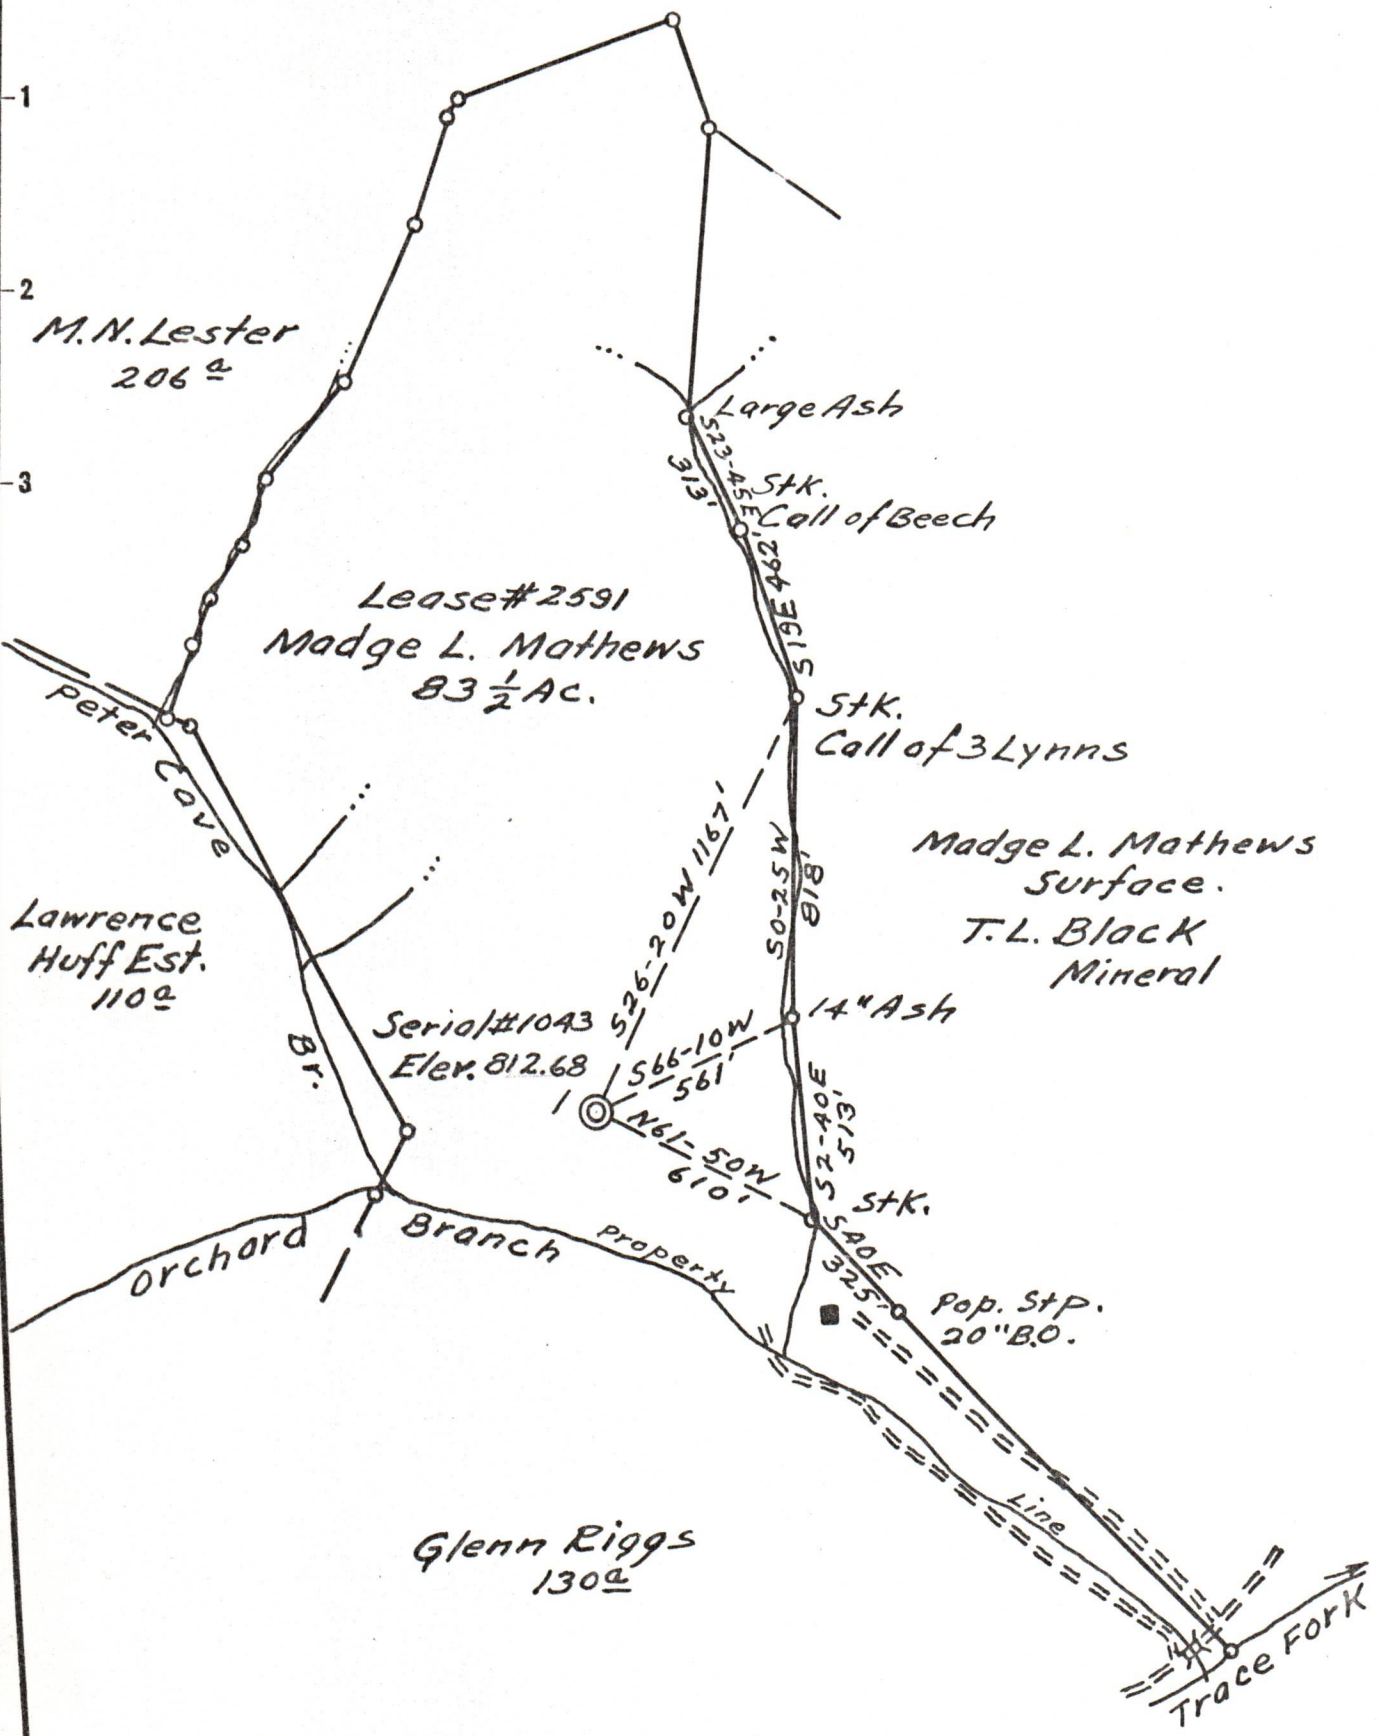 1
2
M.N. Lester
206 a
3
Large Ash
S23-45E
313'
Stk.
Call of Beech
S19E 462'
Lease #2591
Madge L. Mathews
83 1/2 Ac.
Stk.
Call of 3 Lynns
Peter Cave Br.
S26-20W 1167'
S0-25W
818'
Madge L. Mathews
Surface.
T.L. Black
Mineral
Lawrence
Huff Est.
110 a
Serial #1043
Elev. 812.68
1
14" Ash
S66-10W
561'
N61-50W
610'
S2-40E
513'
Stk.
S40E
325'
Pop. Stp.
20" B.O.
Orchard Branch
Property Line
Glenn Riggs
130 a
Trace Fork